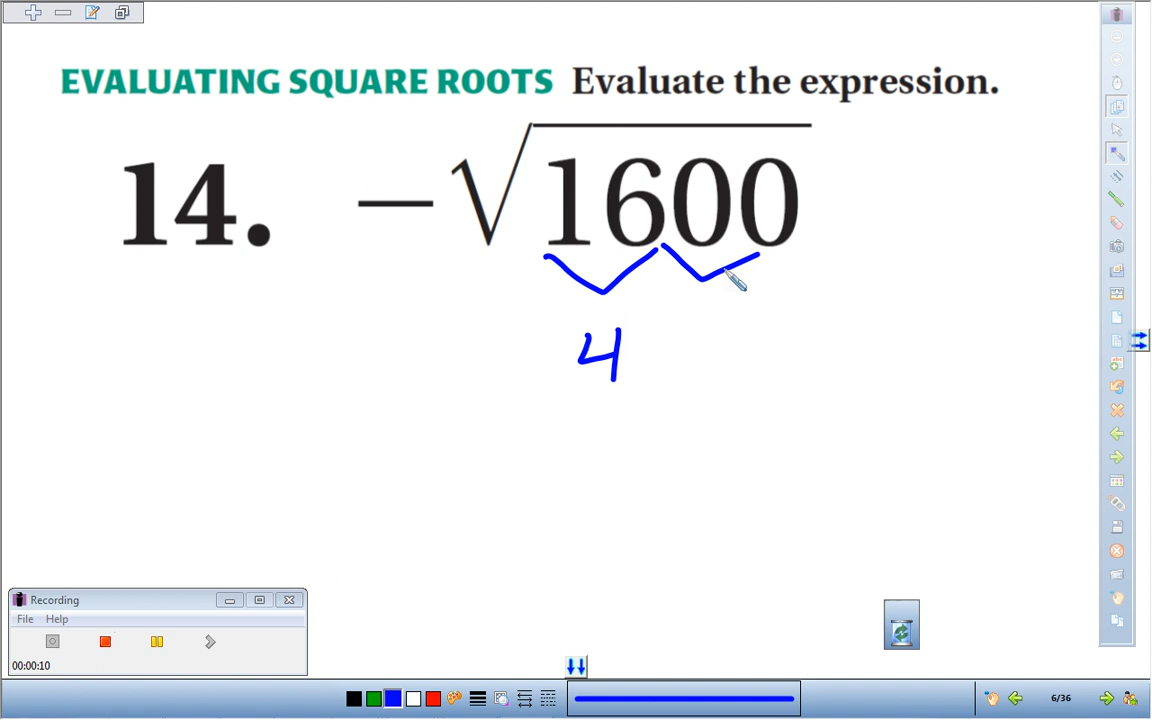 EVALUATING SQUARE ROOTS Evaluate the expression.
14. −√1600
4
Recording
File Help
00:00:10
6/36